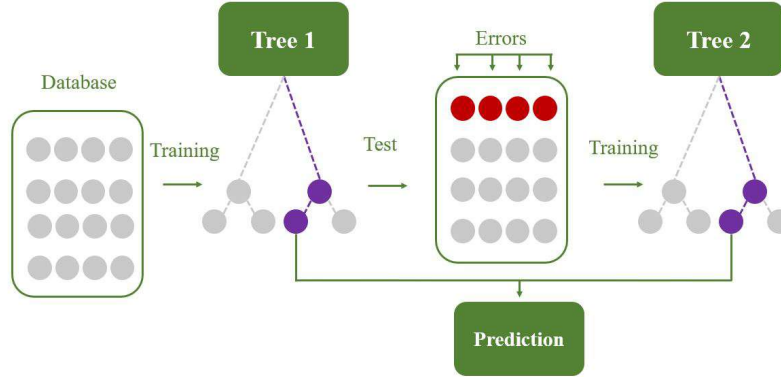 Tree 1
Errors
Tree 2
Database
Training
Test
Training
Prediction